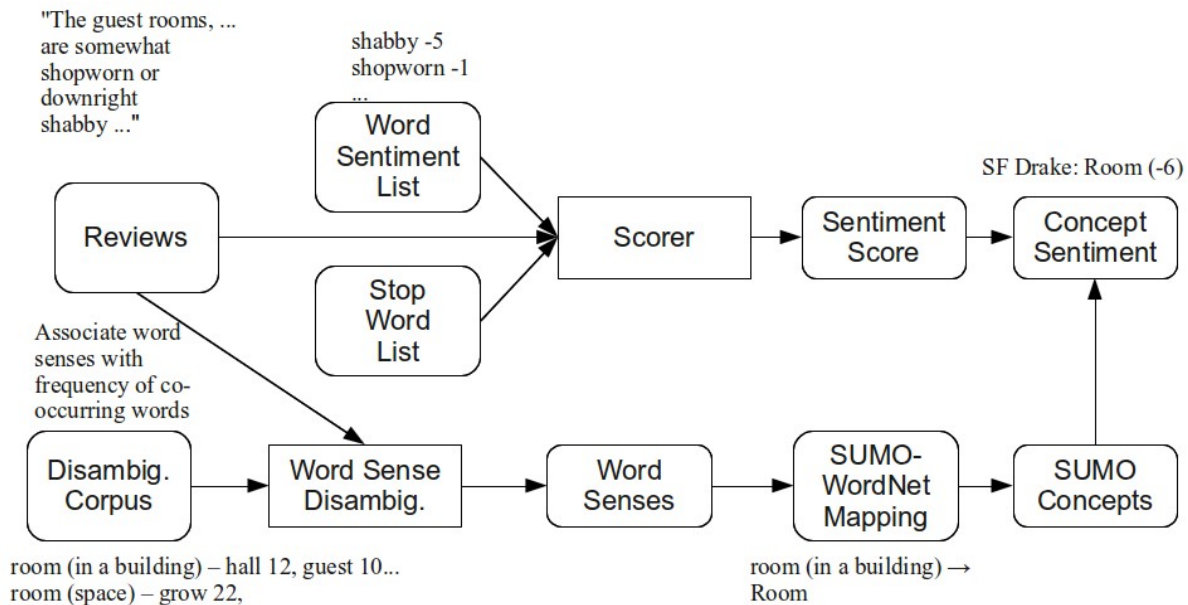 "The guest rooms, ...
are somewhat
shopworn or
downright
shabby ..."
shabby -5
shopworn -1
...
Word
Sentiment
List
SF Drake: Room (-6)
Reviews
Scorer
Sentiment
Score
Concept
Sentiment
Stop
Word
List
Associate word
senses with
frequency of co-
occurring words
Disambig.
Corpus
Word Sense
Disambig.
Word
Senses
SUMO-
WordNet
Mapping
SUMO
Concepts
room (in a building) – hall 12, guest 10...
room (space) – grow 22,
room (in a building) →
Room